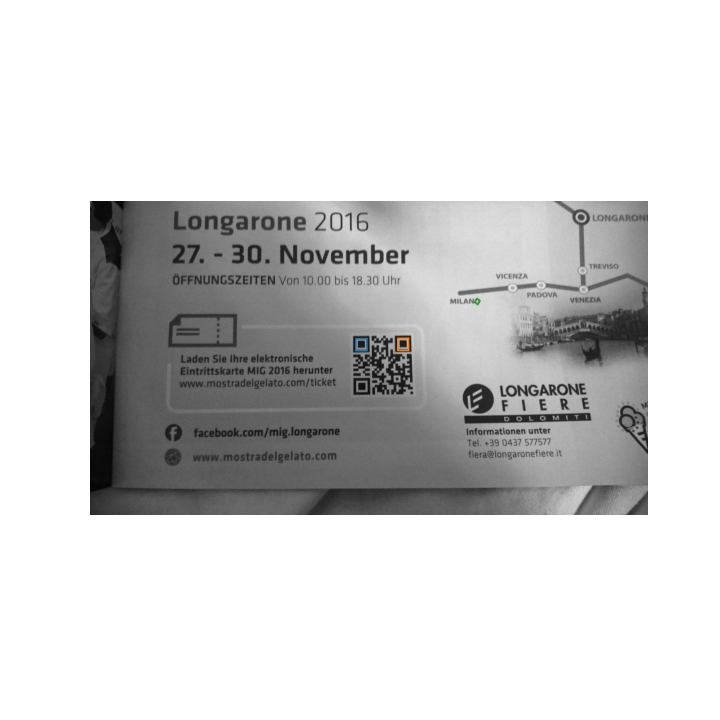 Longarone 2016
27. - 30. November
ÖFFNUNGSZEITEN Von 10.00 bis 18.30 Uhr
Laden Sie Ihre elektronische
Eintrittskarte MIG 2016 herunter
www.mostradelgelato.com/ticket
facebook.com/mig.longarone
www.mostradelgelato.com
LONGARONE
TREVISO
VICENZA
PADOVA
VENEZIA
MILANO
LONGARONE
FIERE
DOLOMITI
Informationen unter
Tel. +39 0437 577577
fiera@longaronefiere.it